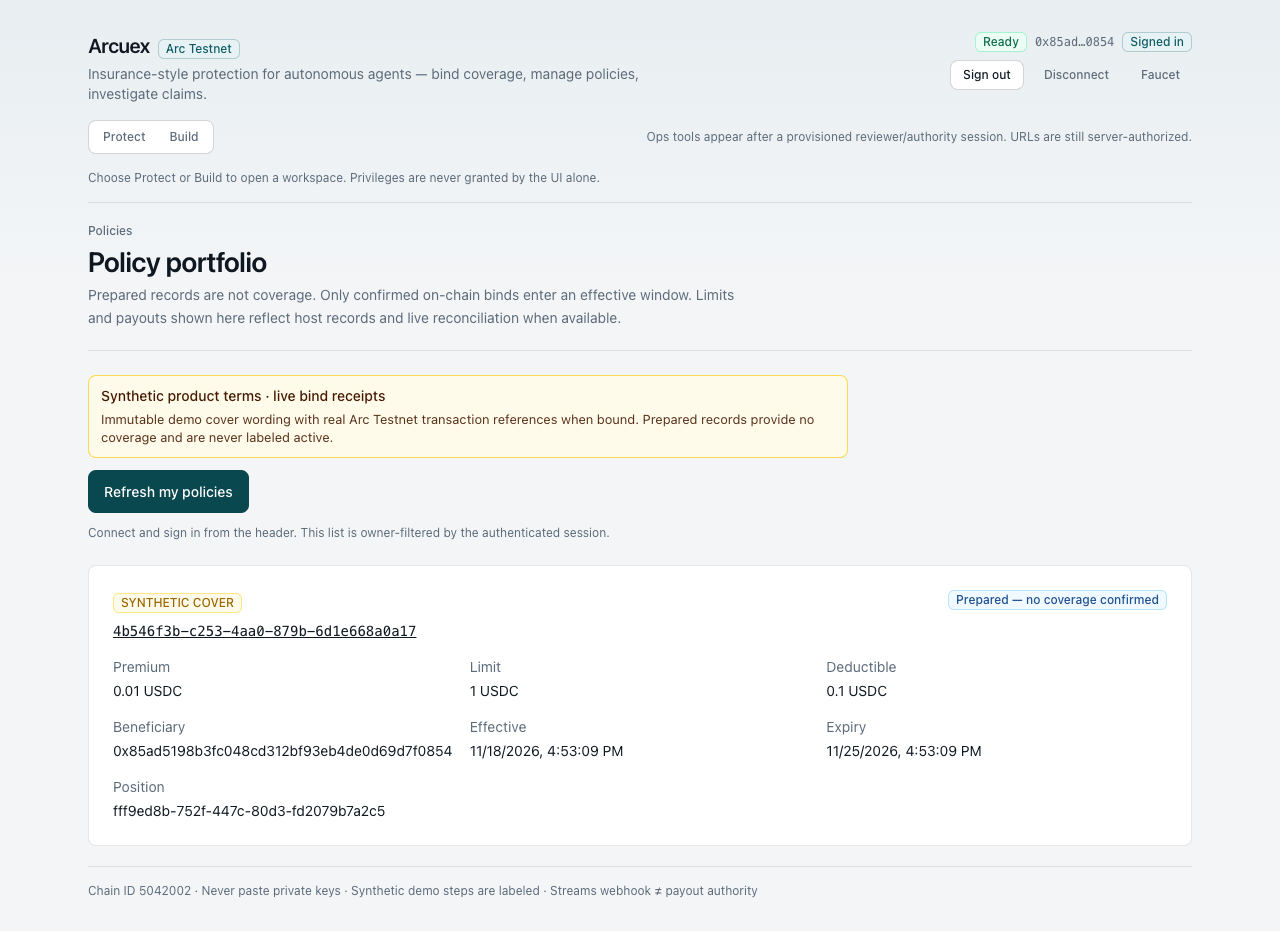 Arcuex
Arc Testnet
Ready
0x85ad…0854
Signed in
Insurance-style protection for autonomous agents — bind coverage, manage policies,
investigate claims.
Sign out
Disconnect
Faucet
Protect
Build
Ops tools appear after a provisioned reviewer/authority session. URLs are still server-authorized.
Choose Protect or Build to open a workspace. Privileges are never granted by the UI alone.
Policies
Policy portfolio
Prepared records are not coverage. Only confirmed on-chain binds enter an effective window. Limits
and payouts shown here reflect host records and live reconciliation when available.
Synthetic product terms · live bind receipts
Immutable demo cover wording with real Arc Testnet transaction references when bound. Prepared records provide no
coverage and are never labeled active.
Refresh my policies
Connect and sign in from the header. This list is owner-filtered by the authenticated session.
SYNTHETIC COVER
Prepared — no coverage confirmed
4b546f3b-c253-4aa0-879b-6d1e668a0a17
Premium
0.01 USDC
Limit
1 USDC
Deductible
0.1 USDC
Beneficiary
0x85ad5198b3fc048cd312bf93eb4de0d69d7f0854
Effective
11/18/2026, 4:53:09 PM
Expiry
11/25/2026, 4:53:09 PM
Position
fff9ed8b-752f-447c-80d3-fd2079b7a2c5
Chain ID 5042002 · Never paste private keys · Synthetic demo steps are labeled · Streams webhook ≠ payout authority